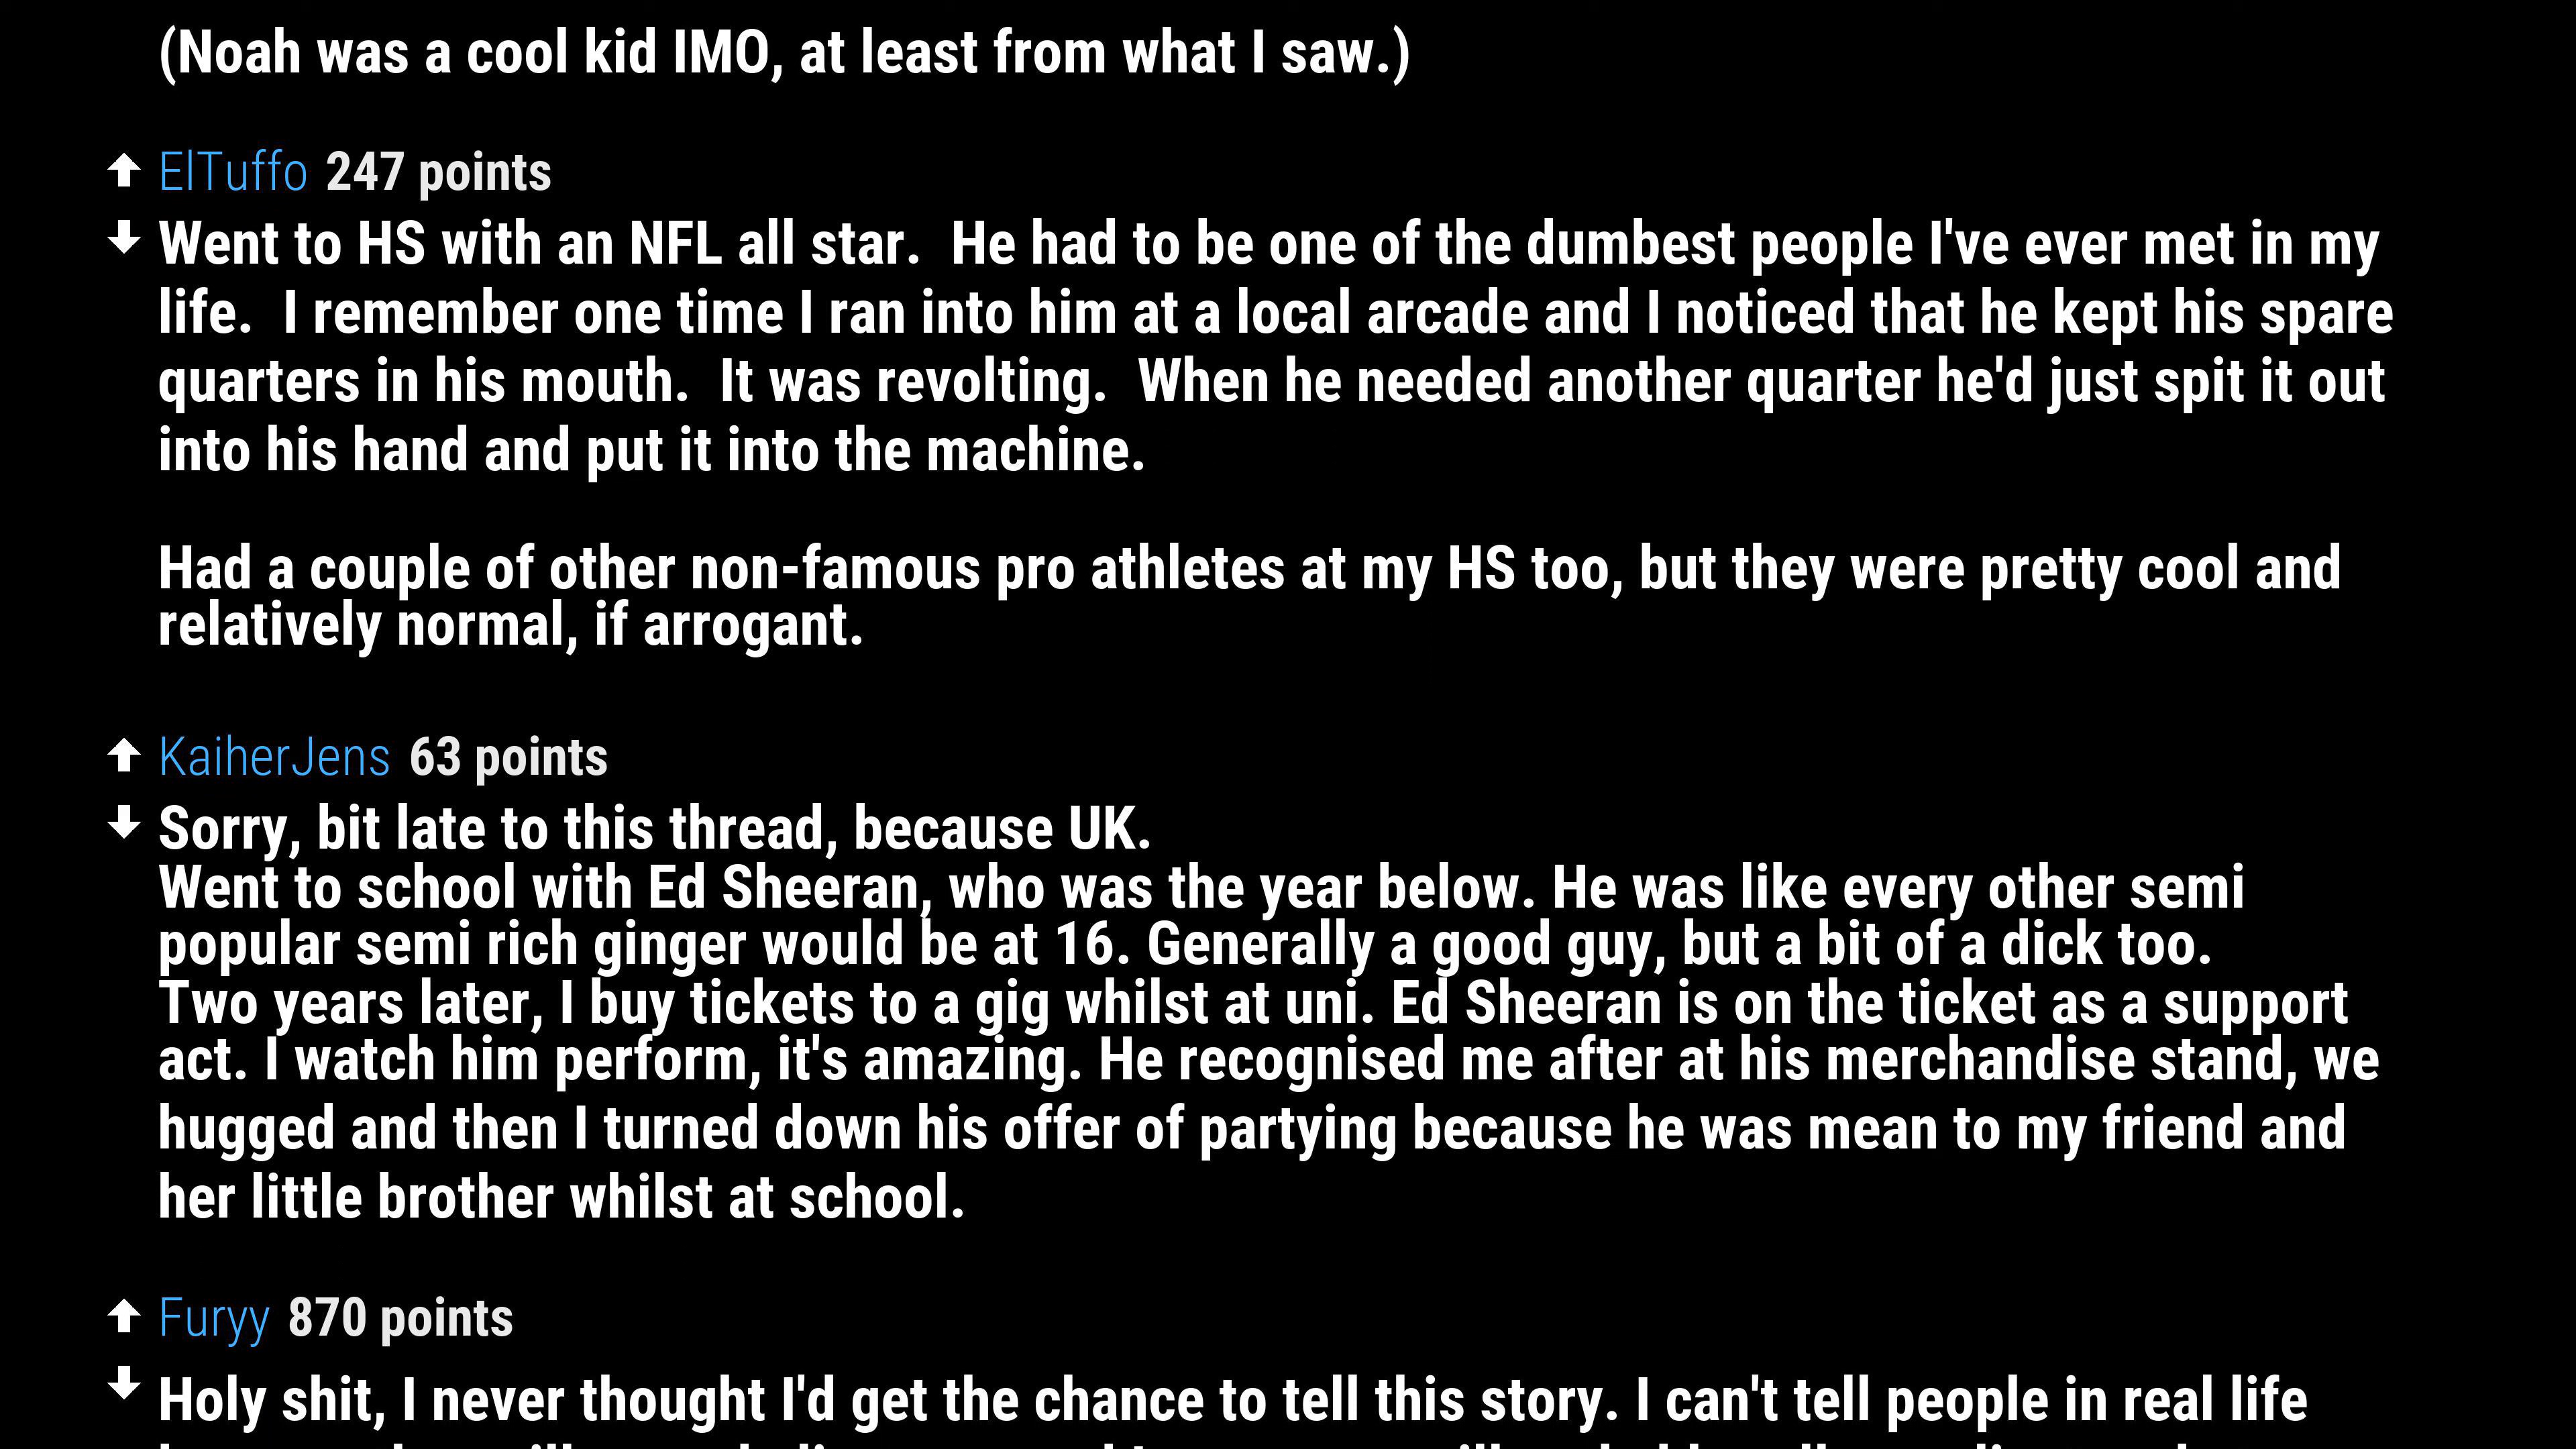 (Noah was a cool kid IMO, at least from what I saw.)
ElTuffo 247 points
Went to HS with an NFL all star.  He had to be one of the dumbest people I've ever met in my
life.  I remember one time I ran into him at a local arcade and I noticed that he kept his spare
quarters in his mouth.  It was revolting.  When he needed another quarter he'd just spit it out
into his hand and put it into the machine.
Had a couple of other non-famous pro athletes at my HS too, but they were pretty cool and
relatively normal, if arrogant.
KaiherJens 63 points
Sorry, bit late to this thread, because UK.
Went to school with Ed Sheeran, who was the year below. He was like every other semi
popular semi rich ginger would be at 16. Generally a good guy, but a bit of a dick too.
Two years later, I buy tickets to a gig whilst at uni. Ed Sheeran is on the ticket as a support
act. I watch him perform, it's amazing. He recognised me after at his merchandise stand, we
hugged and then I turned down his offer of partying because he was mean to my friend and
her little brother whilst at school.
Furyy 870 points
Holy shit, I never thought I'd get the chance to tell this story. I can't tell people in real life